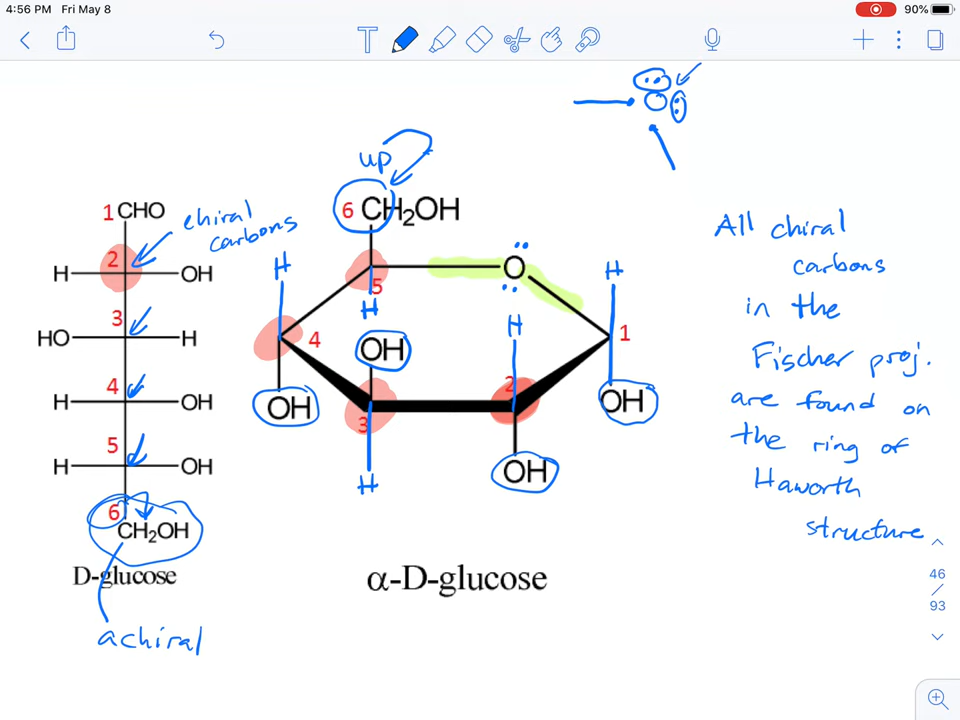 4:56 PM Fri May 8
90%
T
up
1 CHO
chiral
carbons
2
H OH
3
HO H
4
H OH
5
H OH
6
CH₂OH
D-glucose
achiral
6 CH₂OH
H
5
O
H
H
H
4
OH
1
2
OH
OH
3
OH
H
α-D-glucose
All chiral
carbons
in the
Fischer proj.
are found on
the ring of
Haworth
structure
46
/
93